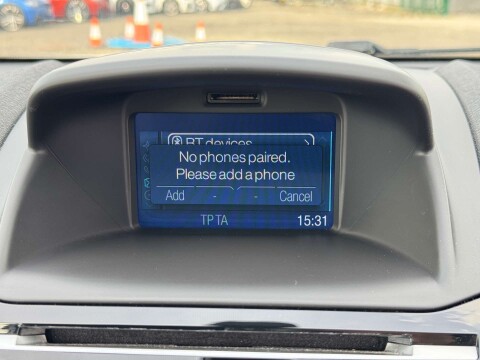 BT devices
No phones paired.
Please add a phone
Add - - Cancel
TP TA 15:31